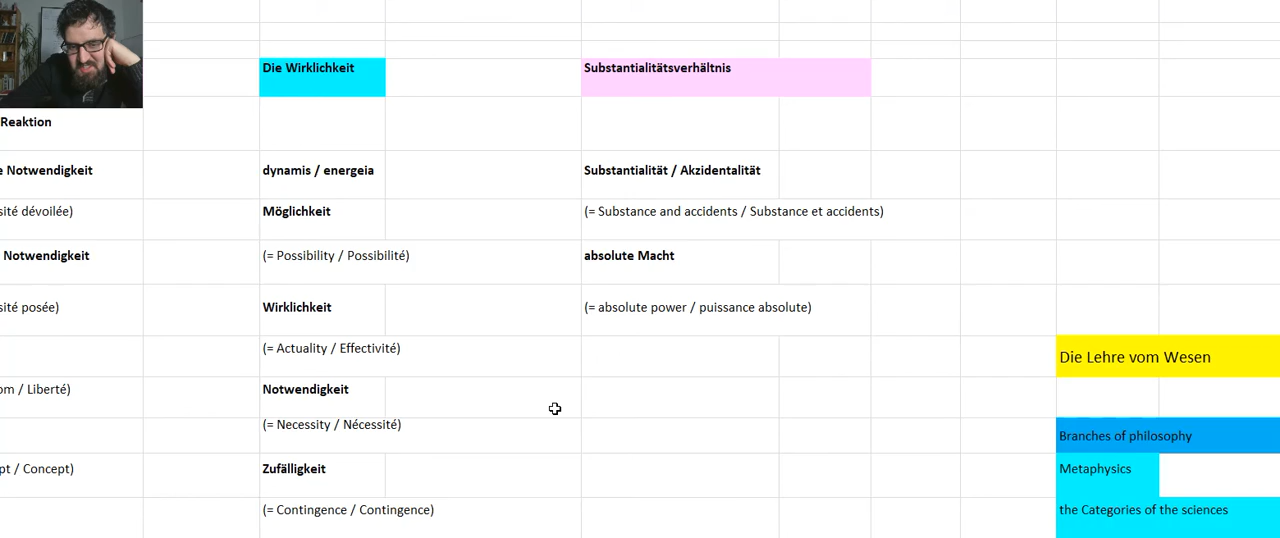 Die Wirklichkeit
Substantialitätsverhältnis
Reaktion
e Notwendigkeit
dynamis / energeia
Substantialität / Akzidentalität
sité dévoilée)
Möglichkeit
(= Substance and accidents / Substance et accidents)
Notwendigkeit
(= Possibility / Possibilité)
absolute Macht
sité posée)
Wirklichkeit
(= absolute power / puissance absolute)
(= Actuality / Effectivité)
Die Lehre vom Wesen
om / Liberté)
Notwendigkeit
(= Necessity / Nécessité)
Branches of philosophy
pt / Concept)
Zufälligkeit
Metaphysics
(= Contingence / Contingence)
the Categories of the sciences